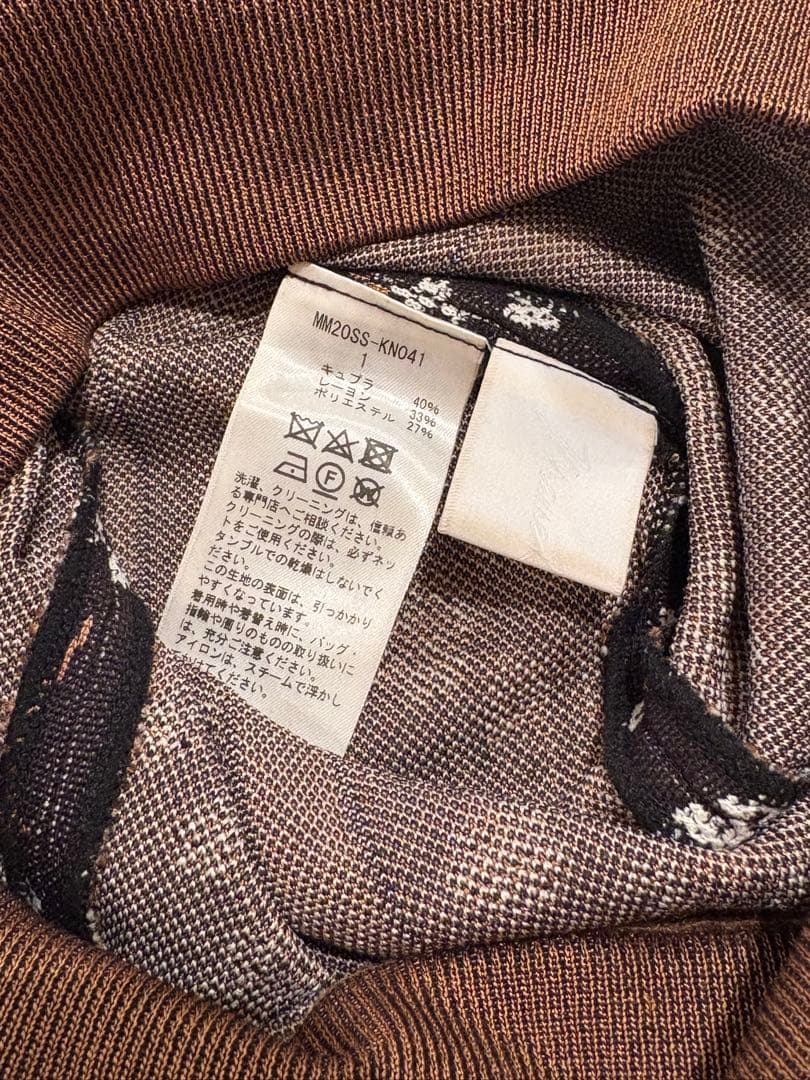 MM20SS-KN041
1
キュプラ 40%
レーヨン 33%
ポリエステル 27%
F
W
洗濯、クリーニングは、信頼あ
る専門店へご相談ください。
クリーニングの際は、必ずネッ
トをご使用ください。
タンブルでの乾燥はしないでく
ださい。
この生地の表面は、引っかかり
やすくなっています。
着用時や着替え時に、バッグ・
指輪や周りのものの取り扱いに
は、充分ご注意ください。
アイロンは、スチームで浮かし
てください。